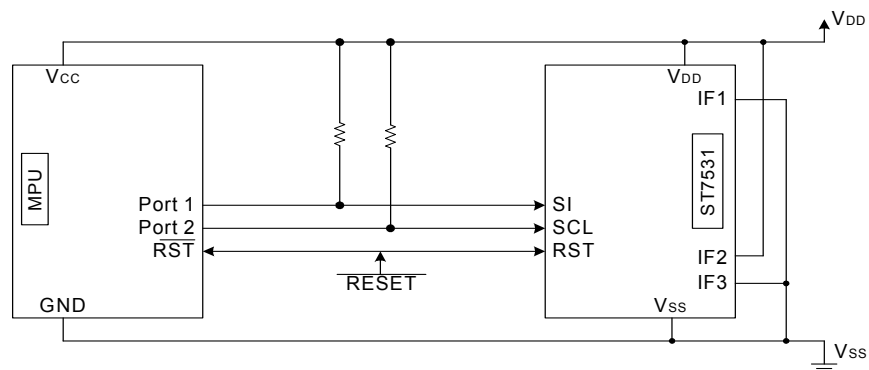 VDD
VCC
VDD
IF1
MPU
ST7531
Port 1
SI
Port 2
SCL
RST
RST
IF2
RESET
IF3
GND
VSS
VSS